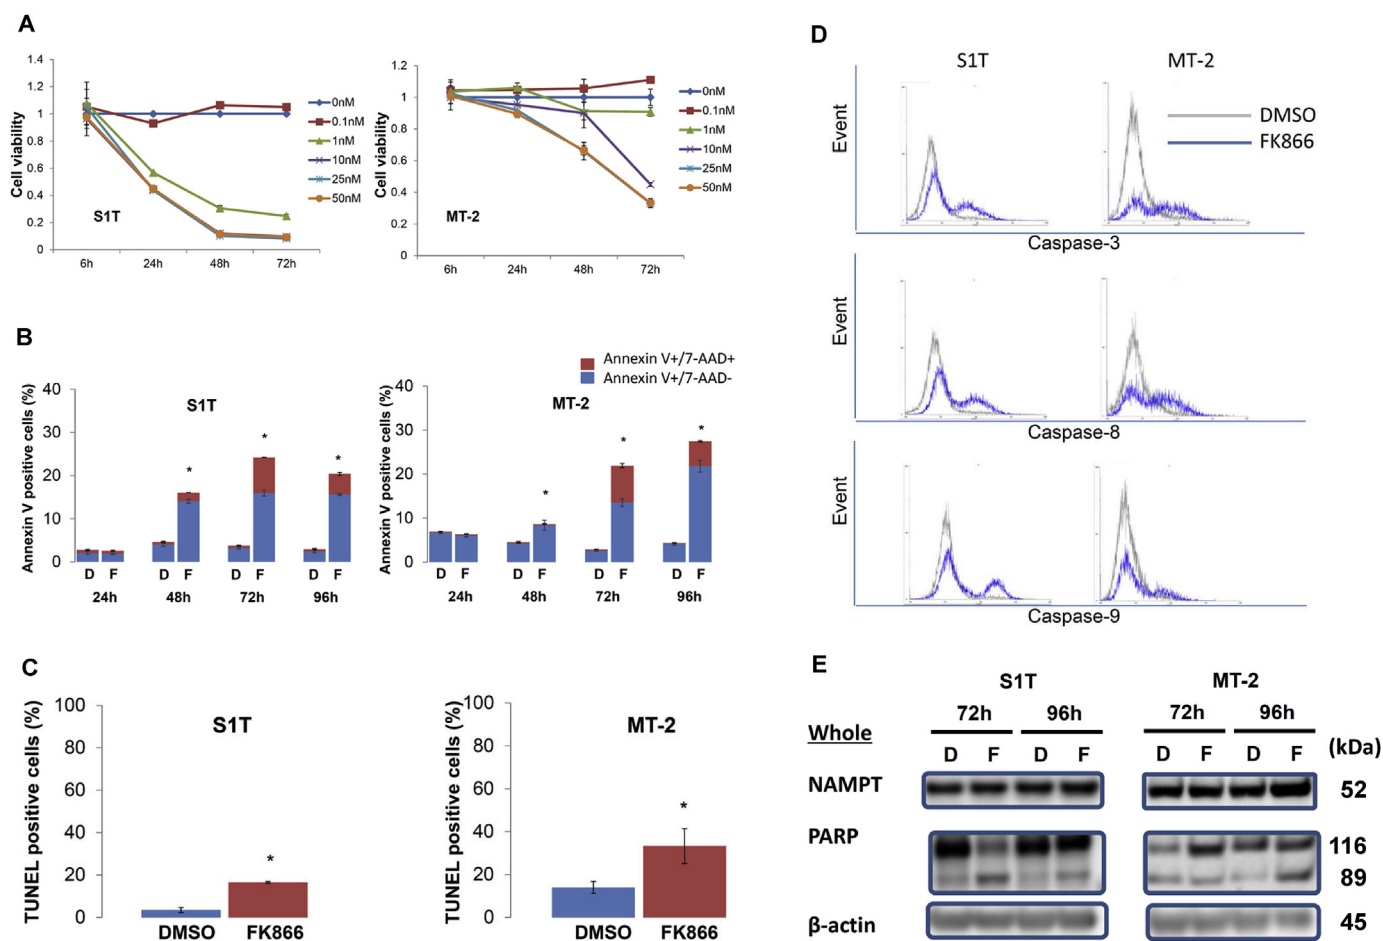 A
Cell viability
1.4
1.2
1
0.8
0.6
0.4
0.2
0
S1T
6h 24h 48h 72h
0nM
0.1nM
1nM
10nM
25nM
50nM
Cell viability
1.2
1
0.8
0.6
0.4
0.2
0
MT-2
6h 24h 48h 72h
0nM
0.1nM
1nM
10nM
25nM
50nM
B
Annexin V+/7-AAD+
Annexin V+/7-AAD-
Annexin V positive cells (%)
40
30
20
10
0
S1T
* * *
D F D F D F D F
24h 48h 72h 96h
Annexin V positive cells (%)
40
30
20
10
0
MT-2
* * *
D F D F D F D F
24h 48h 72h 96h
C
TUNEL positive cells (%)
100
80
60
40
20
0
S1T
*
DMSO FK866
TUNEL positive cells (%)
100
80
60
40
20
0
MT-2
*
DMSO FK866
D
S1T MT-2
DMSO
FK866
Event
Caspase-3
Event
Caspase-8
Event
Caspase-9
E
S1T MT-2
72h 96h 72h 96h
Whole (kDa)
D F D F D F D F
NAMPT 52
PARP 116
89
β-actin 45